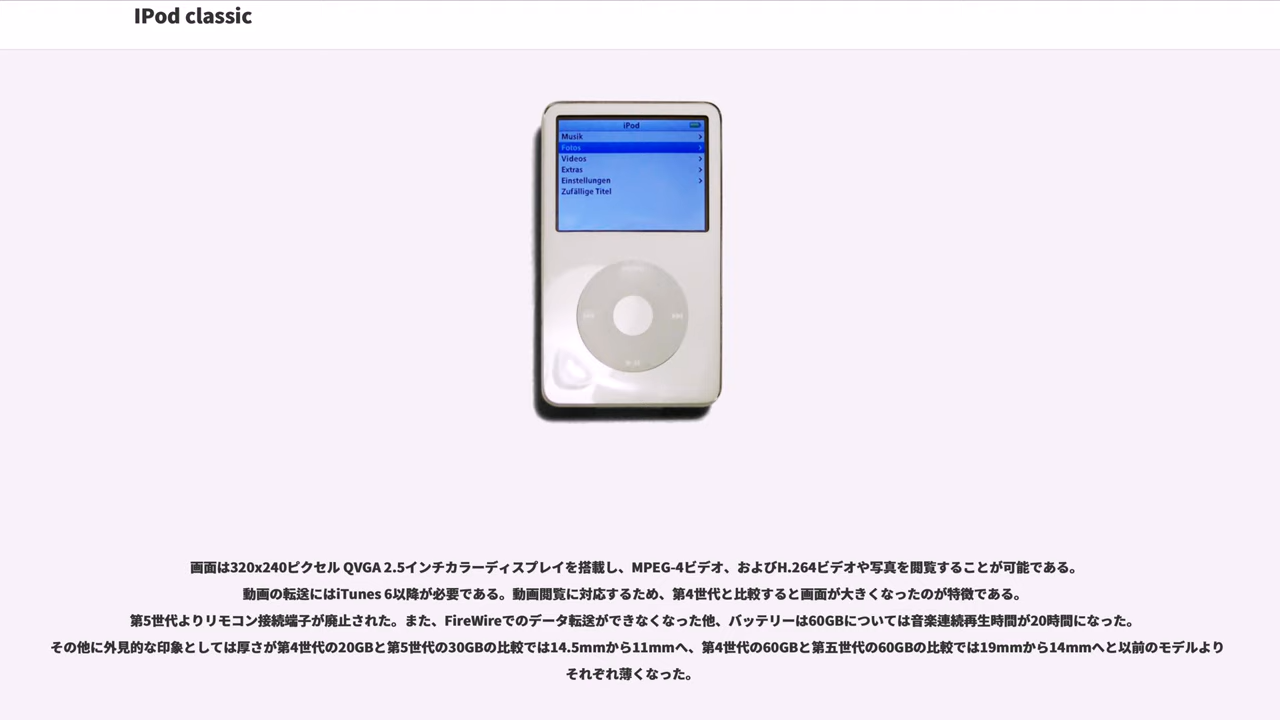 IPod classic
iPod
Musik
Fotos
Videos
Extras
Einstellungen
Zufällige Titel
画面は320x240ピクセル QVGA 2.5インチカラーディスプレイを搭載し、MPEG-4ビデオ、およびH.264ビデオや写真を閲覧することが可能である。
動画の転送にはiTunes 6以降が必要である。動画閲覧に対応するため、第4世代と比較すると画面が大きくなったのが特徴である。
第5世代よりリモコン接続端子が廃止された。また、FireWireでのデータ転送ができなくなった他、バッテリーは60GBについては音楽連続再生時間が20時間になった。
その他に外見的な印象としては厚さが第4世代の20GBと第5世代の30GBの比較では14.5mmから11mmへ、第4世代の60GBと第五世代の60GBの比較では19mmから14mmへと以前のモデルより
それぞれ薄くなった。